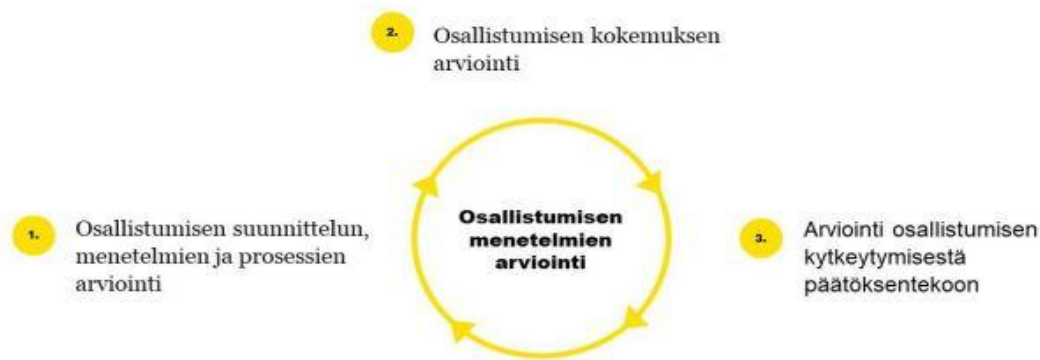 2.
Osallistumisen kokemuksen
arviointi
1.
Osallistumisen suunnittelun,
menetelmien ja prosessien
arviointi
Osallistumisen
menetelmien
arviointi
3.
Arviointi osallistumisen
kytkeytymisestä
päätöksentekoon